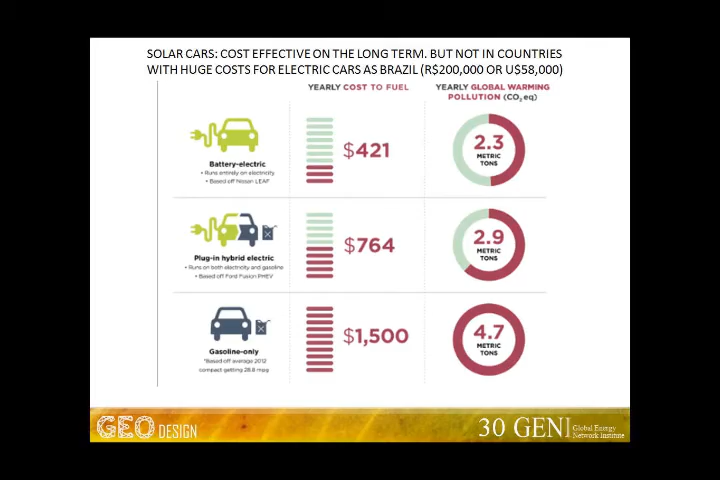 SOLAR CARS: COST EFFECTIVE ON THE LONG TERM. BUT NOT IN COUNTRIES
WITH HUGE COSTS FOR ELECTRIC CARS AS BRAZIL (R$200,000 OR U$58,000)
YEARLY COST TO FUEL
YEARLY GLOBAL WARMING
POLLUTION (CO2eq)
Battery-electric
• Runs entirely on electricity
• Based off Nissan LEAF
$421
2.3
METRIC
TONS
Plug-in hybrid electric
• Runs on both electricity and gasoline
• Based off Ford Fusion PHEV
$764
2.9
METRIC
TONS
Gasoline-only
*Based off average 2012
compact getting 28.8 mpg
$1,500
4.7
METRIC
TONS
GEO DESIGN
30 GENI
Global Energy
Network Institute